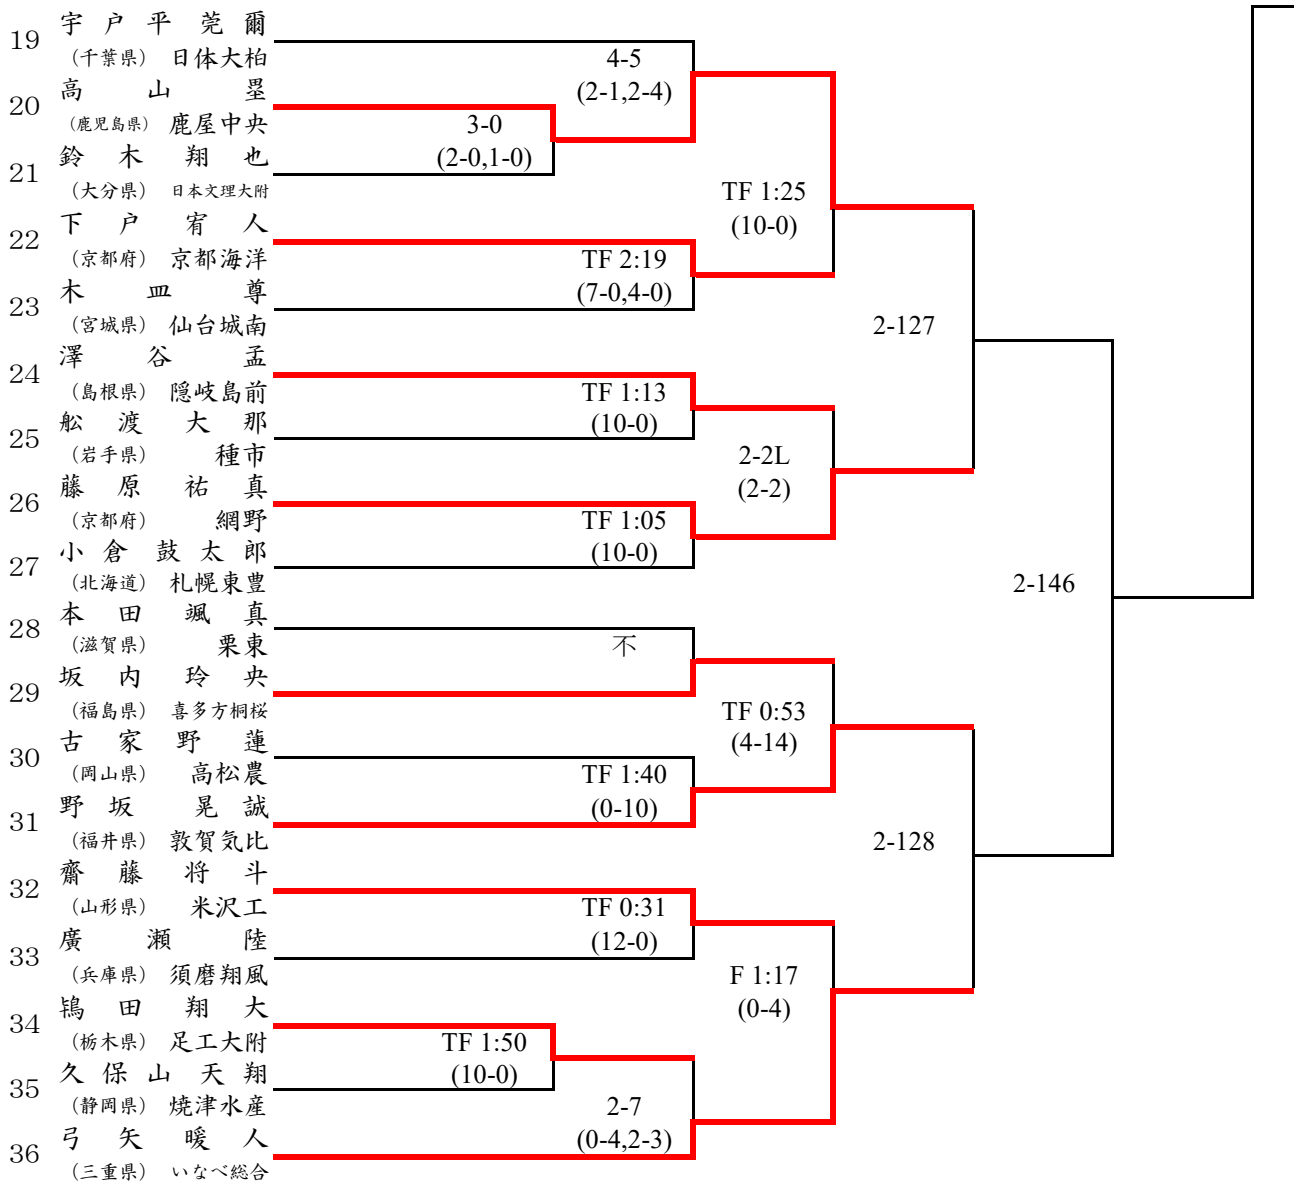 19 宇戸平莞爾
(千葉県) 日体大柏
20 高山塁
(鹿児島県) 鹿屋中央
21 鈴木翔也
(大分県) 日本文理大附
22 下戸宥人
(京都府) 京都海洋
23 木皿尊
(宮城県) 仙台城南
24 澤谷孟
(島根県) 隠岐島前
25 舩渡大那
(岩手県) 種市
26 藤原祐真
(京都府) 網野
27 小倉鼓太郎
(北海道) 札幌東豊
28 本田颯真
(滋賀県) 栗東
29 坂内玲央
(福島県) 喜多方桐桜
30 古家野蓮
(岡山県) 高松農
31 野坂晃誠
(福井県) 敦賀気比
32 齋藤将斗
(山形県) 米沢工
33 廣瀬陸
(兵庫県) 須磨翔風
34 鴇田翔大
(栃木県) 足工大附
35 久保山天翔
(静岡県) 焼津水産
36 弓矢暖人
(三重県) いなべ総合
3-0
(2-0,1-0)
TF 1:50
(10-0)
4-5
(2-1,2-4)
TF 2:19
(7-0,4-0)
TF 1:13
(10-0)
TF 1:05
(10-0)
不
TF 1:40
(0-10)
TF 0:31
(12-0)
2-7
(0-4,2-3)
TF 1:25
(10-0)
2-2L
(2-2)
TF 0:53
(4-14)
F 1:17
(0-4)
2-127
2-128
2-146